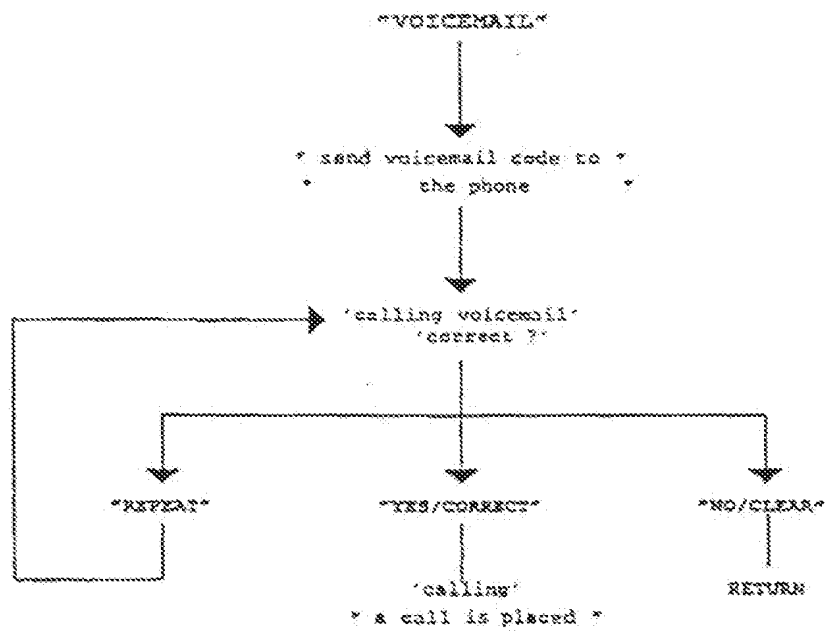 "VOICEMAIL"
* send voicemail code to *
* the phone *
'calling voicemail'
'correct ?'
"REPEAT" "YES/CORRECT" "NO/CLEAR"
'calling' RETURN
* a call is placed *